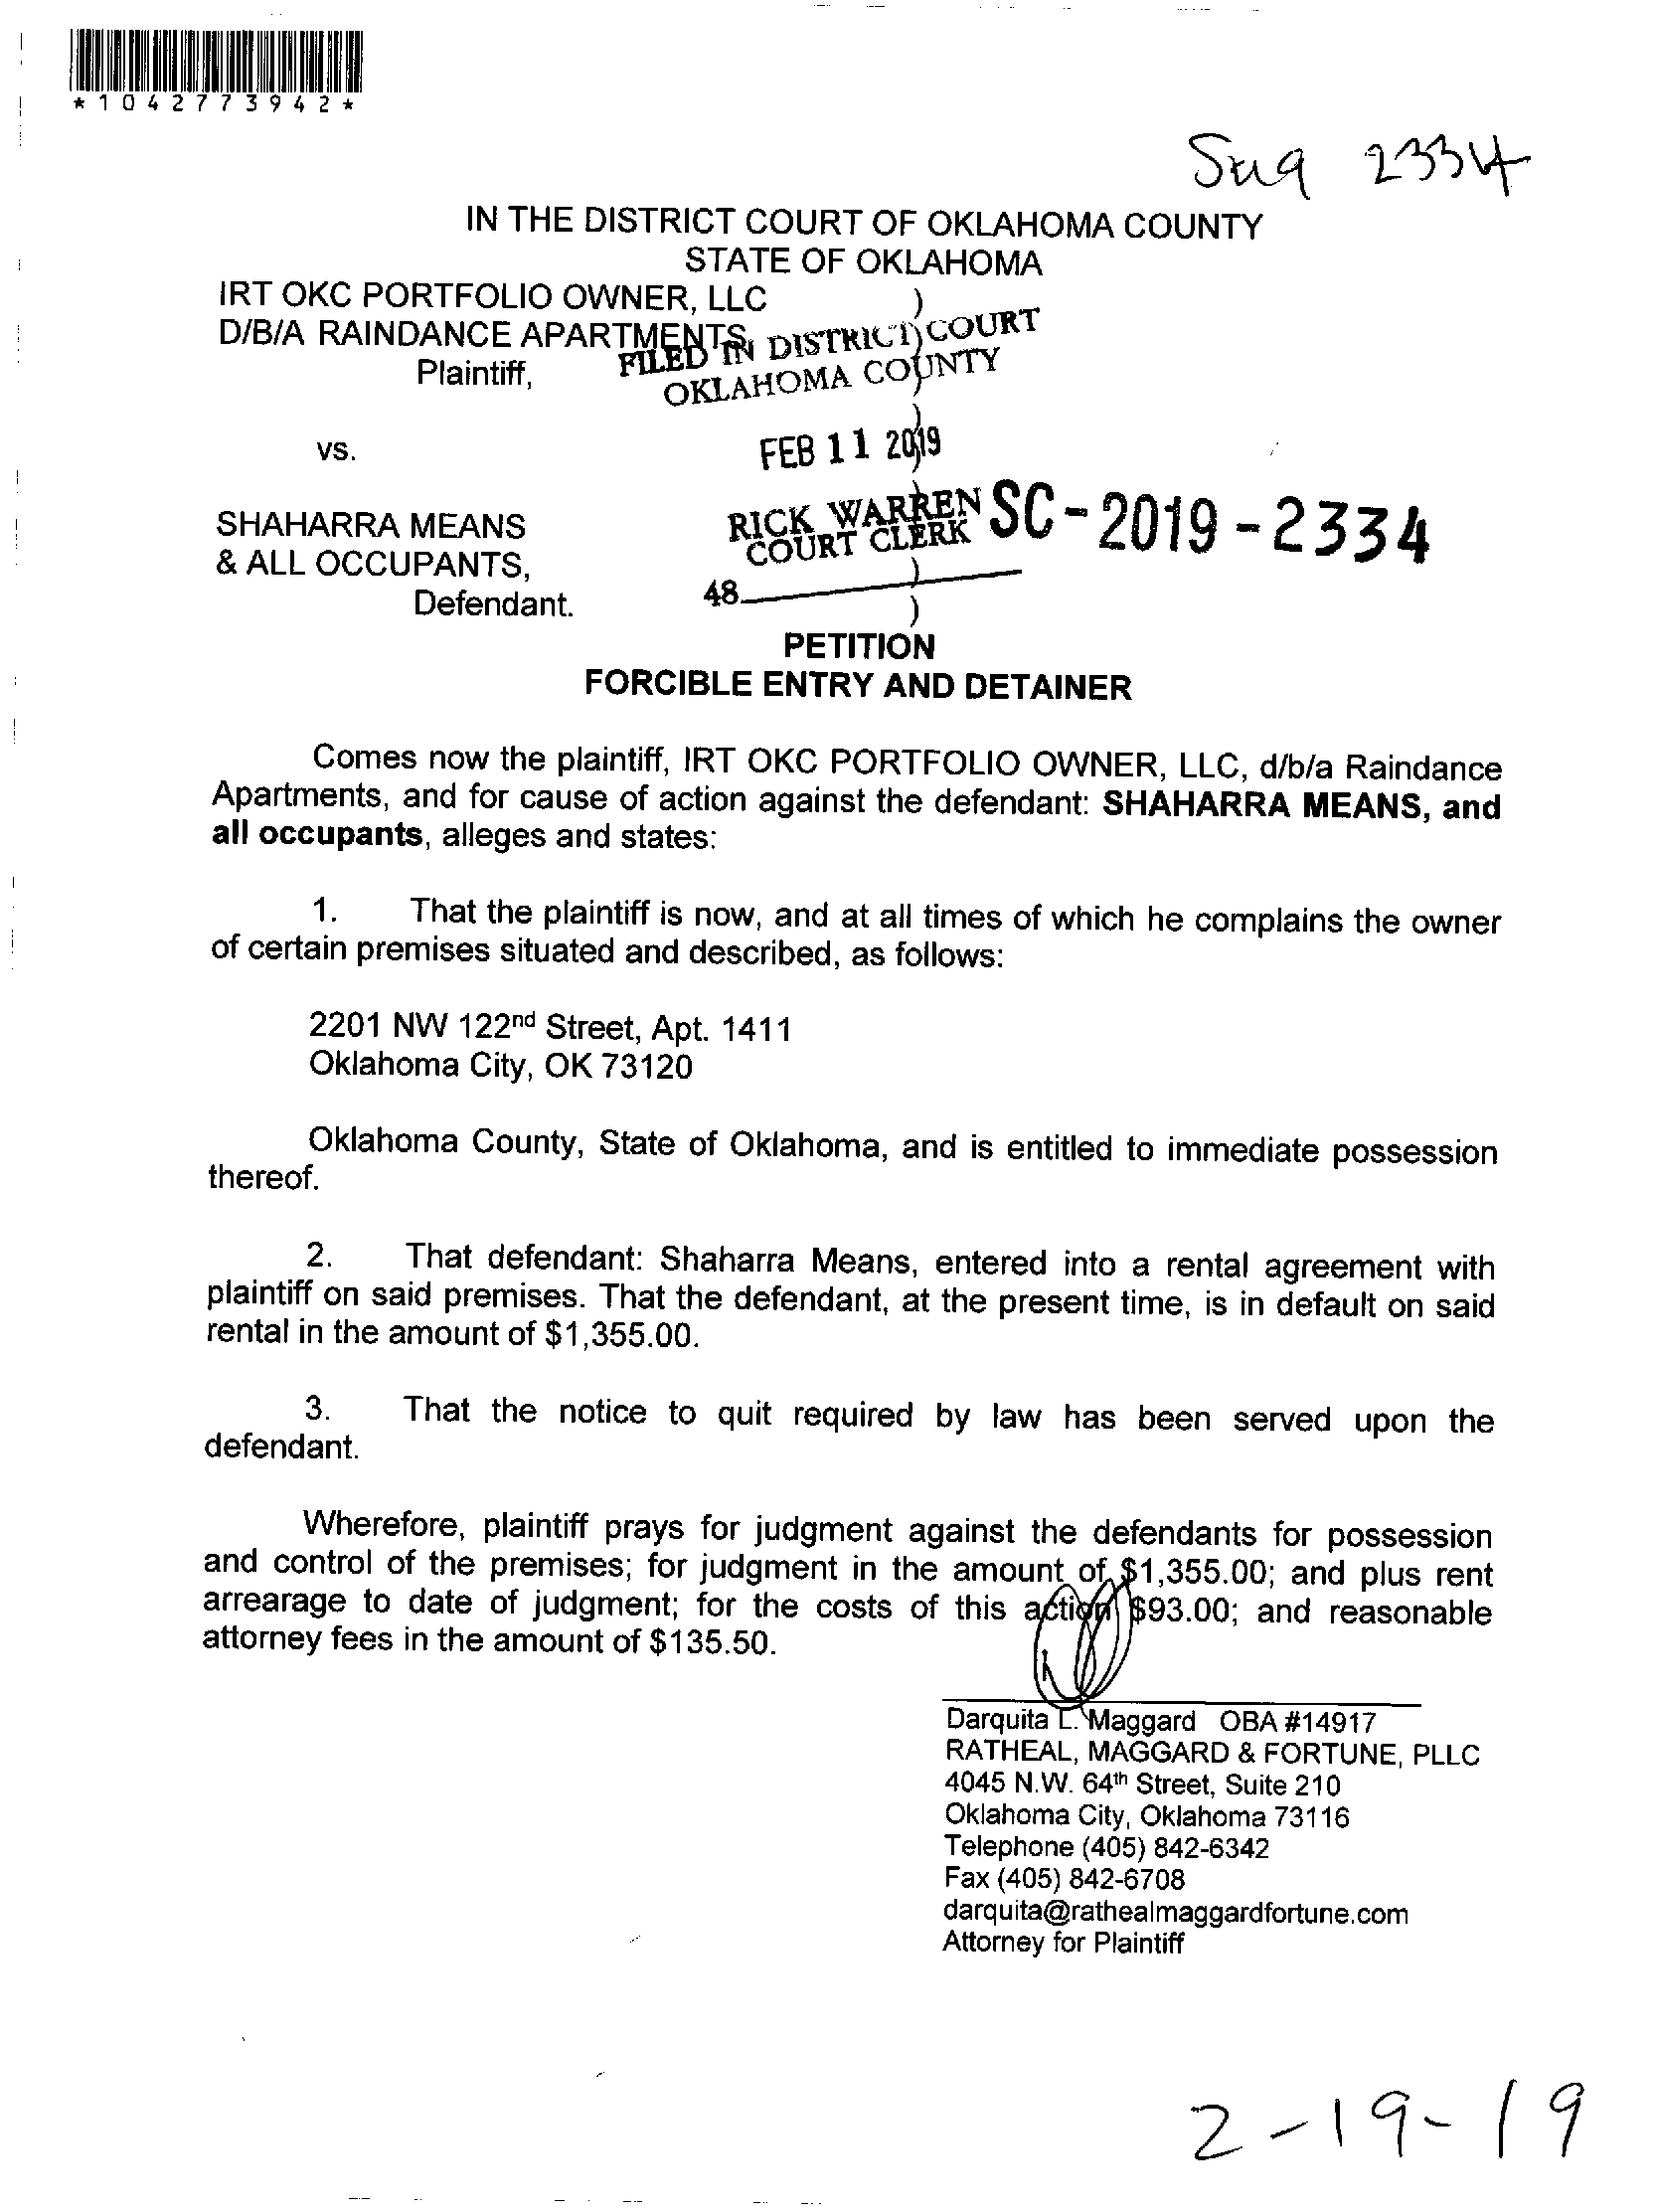 *1042773942*
2334
IN THE DISTRICT COURT OF OKLAHOMA COUNTY
STATE OF OKLAHOMA
IRT OKC PORTFOLIO OWNER, LLC )
D/B/A RAINDANCE APARTMENTS, )
FILED IN DISTRICT COURT
Plaintiff, )
OKLAHOMA COUNTY
)
vs. )
FEB 11 2019
)
SHAHARRA MEANS
RICK WARREN SC-2019-2334
COURT CLERK
& ALL OCCUPANTS, )
48
Defendant. )
PETITION
FORCIBLE ENTRY AND DETAINER
Comes now the plaintiff, IRT OKC PORTFOLIO OWNER, LLC, d/b/a Raindance
Apartments, and for cause of action against the defendant: SHAHARRA MEANS, and
all occupants, alleges and states:
1. That the plaintiff is now, and at all times of which he complains the owner
of certain premises situated and described, as follows:
2201 NW 122nd Street, Apt. 1411
Oklahoma City, OK 73120
Oklahoma County, State of Oklahoma, and is entitled to immediate possession
thereof.
2. That defendant: Shaharra Means, entered into a rental agreement with
plaintiff on said premises. That the defendant, at the present time, is in default on said
rental in the amount of $1,355.00.
3. That the notice to quit required by law has been served upon the
defendant.
Wherefore, plaintiff prays for judgment against the defendants for possession
and control of the premises; for judgment in the amount of $1,355.00; and plus rent
arrearage to date of judgment; for the costs of this action $93.00; and reasonable
attorney fees in the amount of $135.50.
Darquita L. Maggard OBA #14917
RATHEAL, MAGGARD & FORTUNE, PLLC
4045 N.W. 64th Street, Suite 210
Oklahoma City, Oklahoma 73116
Telephone (405) 842-6342
Fax (405) 842-6708
darquita@rathealmaggardfortune.com
Attorney for Plaintiff
2-19-19